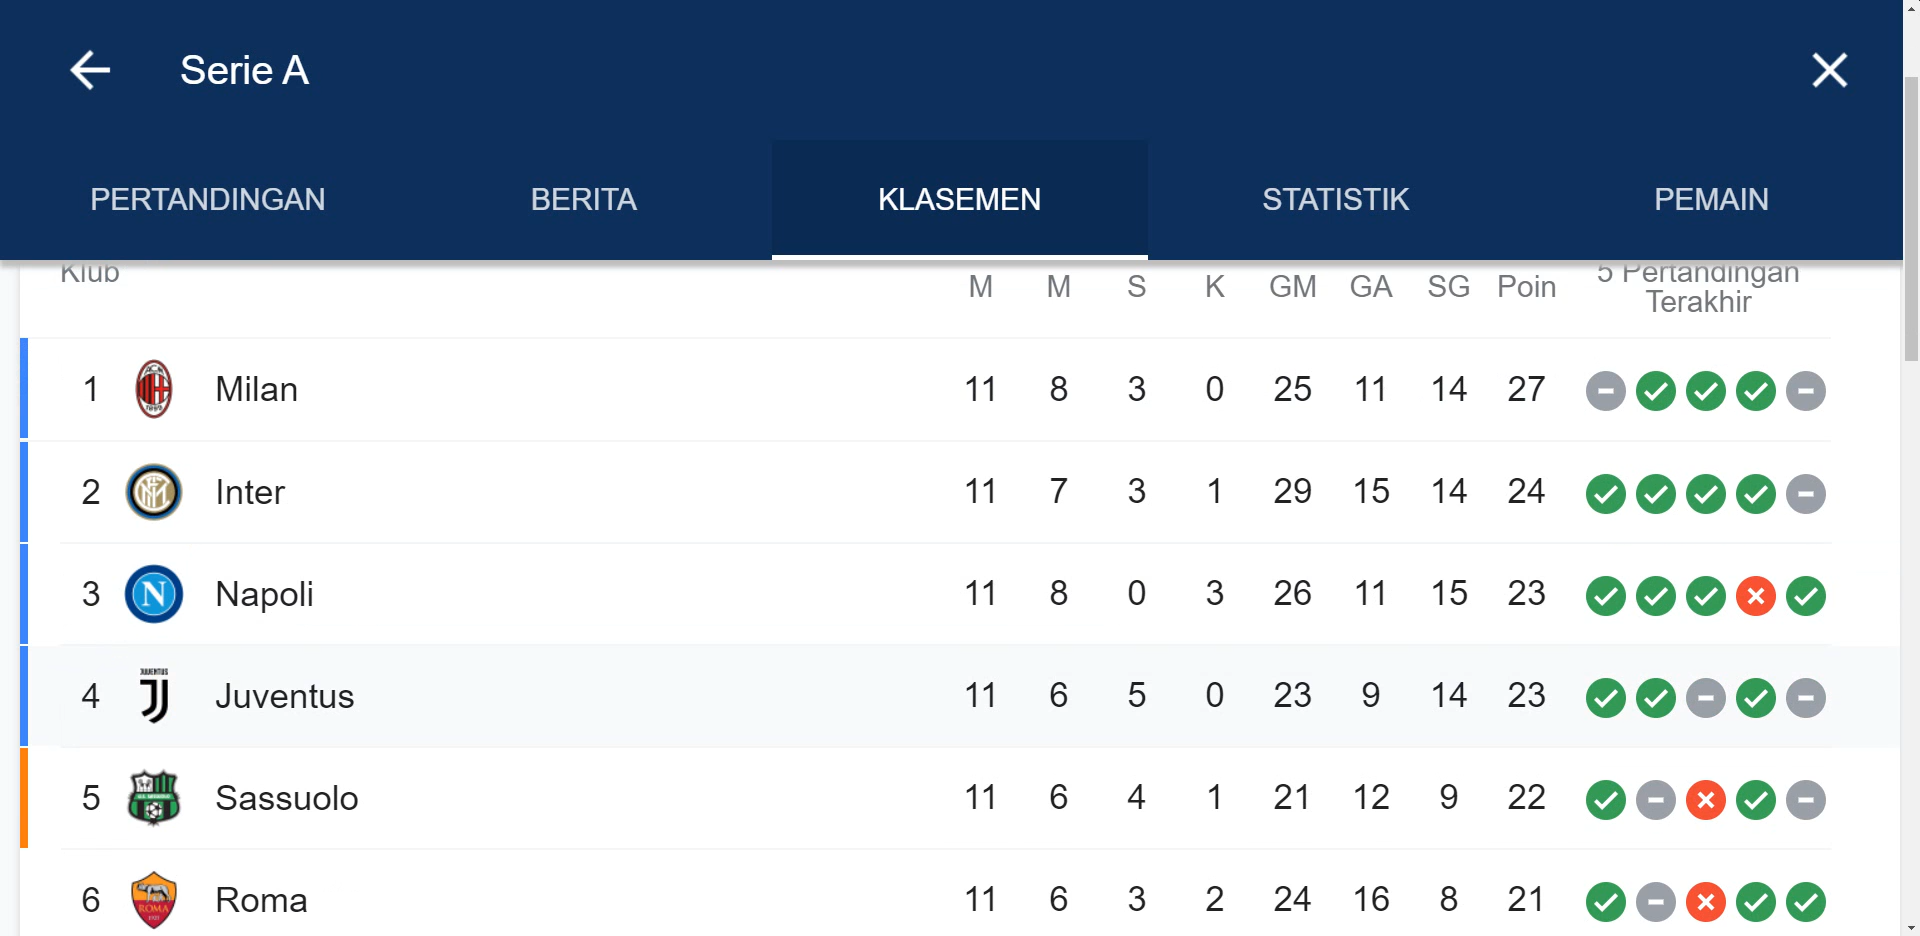 Serie A
PERTANDINGAN BERITA KLASEMEN STATISTIK PEMAIN
Klub M M S K GM GA SG Poin 5 Pertandingan
Terakhir
1 Milan 11 8 3 0 25 11 14 27
2 Inter 11 7 3 1 29 15 14 24
3 Napoli 11 8 0 3 26 11 15 23
4 Juventus 11 6 5 0 23 9 14 23
5 Sassuolo 11 6 4 1 21 12 9 22
6 Roma 11 6 3 2 24 16 8 21